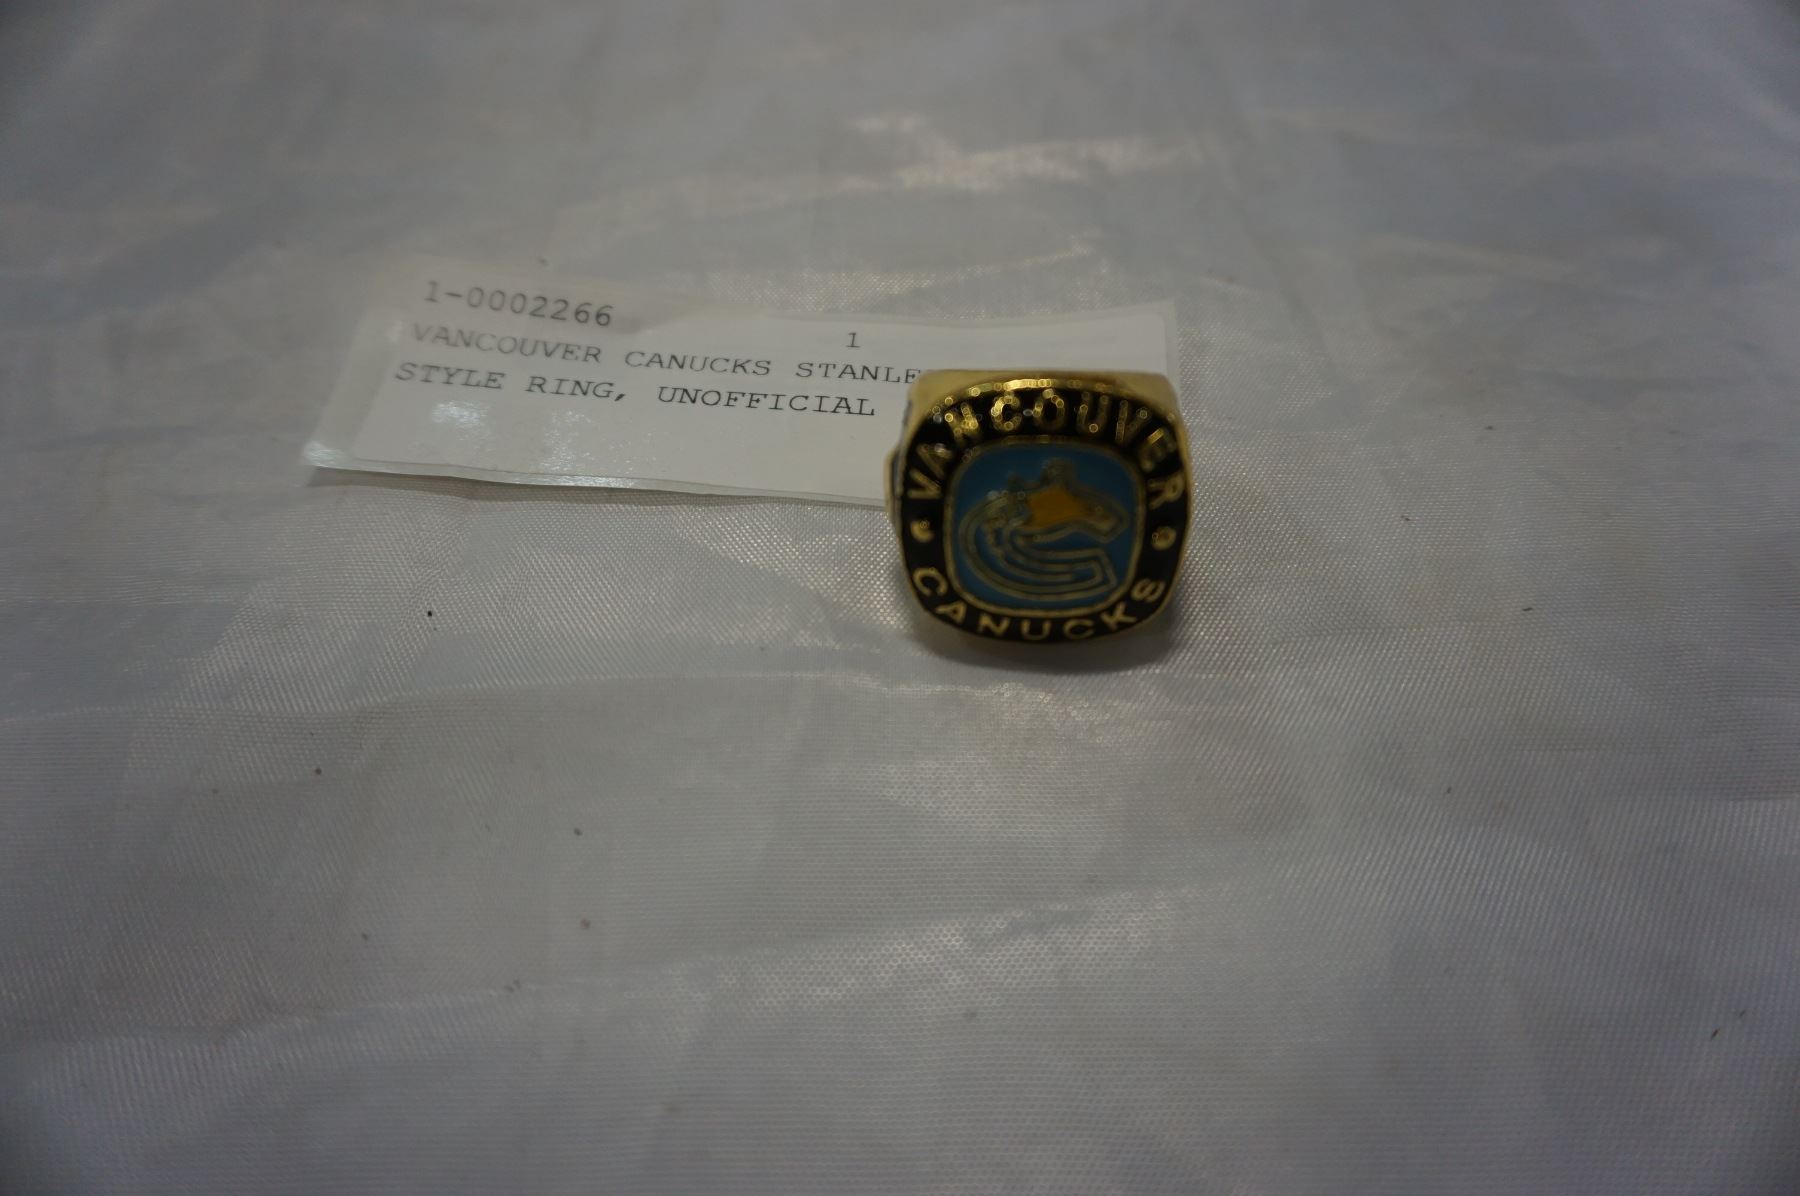 1-0002266
1
VANCOUVER CANUCKS STANLE
STYLE RING, UNOFFICIAL
VANCOUVER
CANUCKS